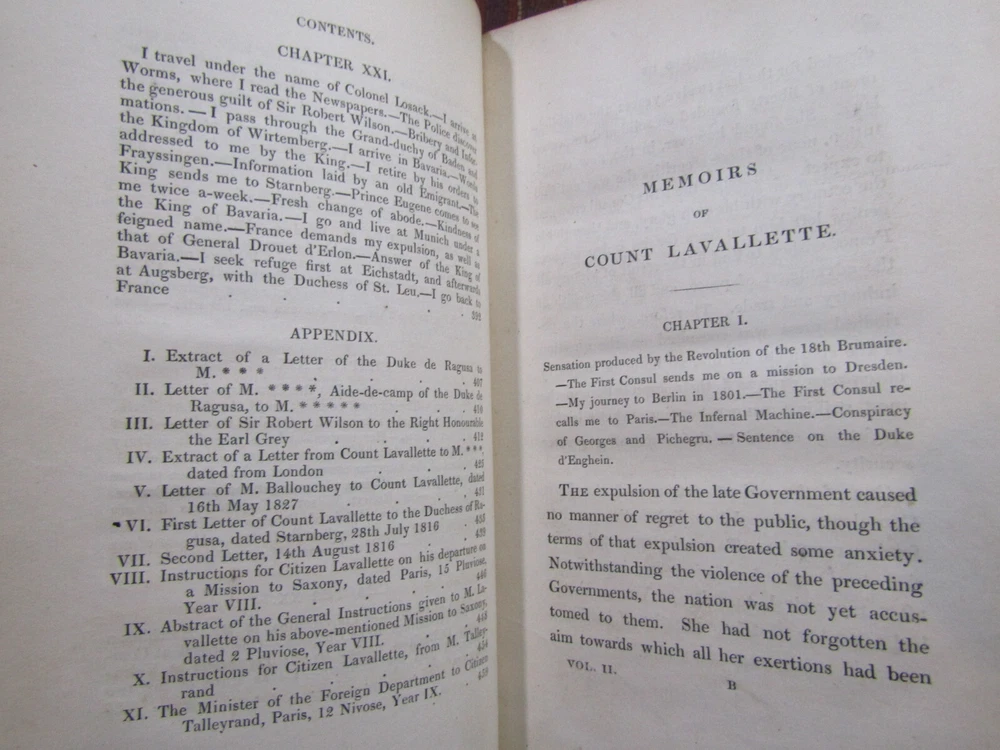 CONTENTS.
CHAPTER XXI.
I travel under the name of Colonel Losack.—I arrive at
Worms, where I read the Newspapers.—The Police discover
the generous guilt of Sir Robert Wilson.—Bribery and Infor-
mations.—I pass through the Grand-duchy of Baden and
the Kingdom of Wirtemberg.—I arrive in Bavaria.—Words
addressed to me by the King.—I retire by his orders to
Frayssingen.—Information laid by an old Emigrant.—The
King sends me to Starnberg.—Prince Eugene comes to see
me twice a-week.—Fresh change of abode.—Kindness of
the King of Bavaria.—I go and live at Munich under a
feigned name.—France demands my expulsion, as well as
that of General Drouet d'Erlon.—Answer of the King of
Bavaria.—I seek refuge first at Eichstadt, and afterwards
at Augsberg, with the Duchess of St. Leu.—I go back to
France . . . . . 392
APPENDIX.
I. Extract of a Letter of the Duke de Ragusa to
M. * * * . . . . 407
II. Letter of M. * * * *, Aide-de-camp of the Duke de
Ragusa, to M. * * * * * . . . 410
III. Letter of Sir Robert Wilson to the Right Honourable
the Earl Grey . . . . 412
IV. Extract of a Letter from Count Lavallette to M. * * *,
dated from London . . . . 425
V. Letter of M. Ballouchey to Count Lavallette, dated
16th May 1827 . . . . 431
VI. First Letter of Count Lavallette to the Duchess of Ra-
gusa, dated Starnberg, 28th July 1816 . . 435
VII. Second Letter, 14th August 1816 . . . 439
VIII. Instructions for Citizen Lavallette on his departure on
a Mission to Saxony, dated Paris, 15 Pluviose,
Year VIII. . . . . 446
IX. Abstract of the General Instructions given to M. La-
vallette on his above-mentioned Mission to Saxony,
dated 2 Pluviose, Year VIII. . . . 448
X. Instructions for Citizen Lavallette, from M. Talley-
rand . . . . . 454
XI. The Minister of the Foreign Department to Citizen
Talleyrand, Paris, 12 Nivose, Year IX. . . 459
MEMOIRS
OF
COUNT LAVALLETTE.
CHAPTER I.
Sensation produced by the Revolution of the 18th Brumaire.
—The First Consul sends me on a mission to Dresden.
—My journey to Berlin in 1801.—The First Consul re-
calls me to Paris.—The Infernal Machine.—Conspiracy
of Georges and Pichegru.—Sentence on the Duke
d'Enghein.
THE expulsion of the late Government caused
no manner of regret to the public, though the
terms of that expulsion created some anxiety.
Notwithstanding the violence of the preceding
Governments, the nation was not yet accus-
tomed to them. She had not forgotten the
aim towards which all her exertions had been
VOL. II.
B